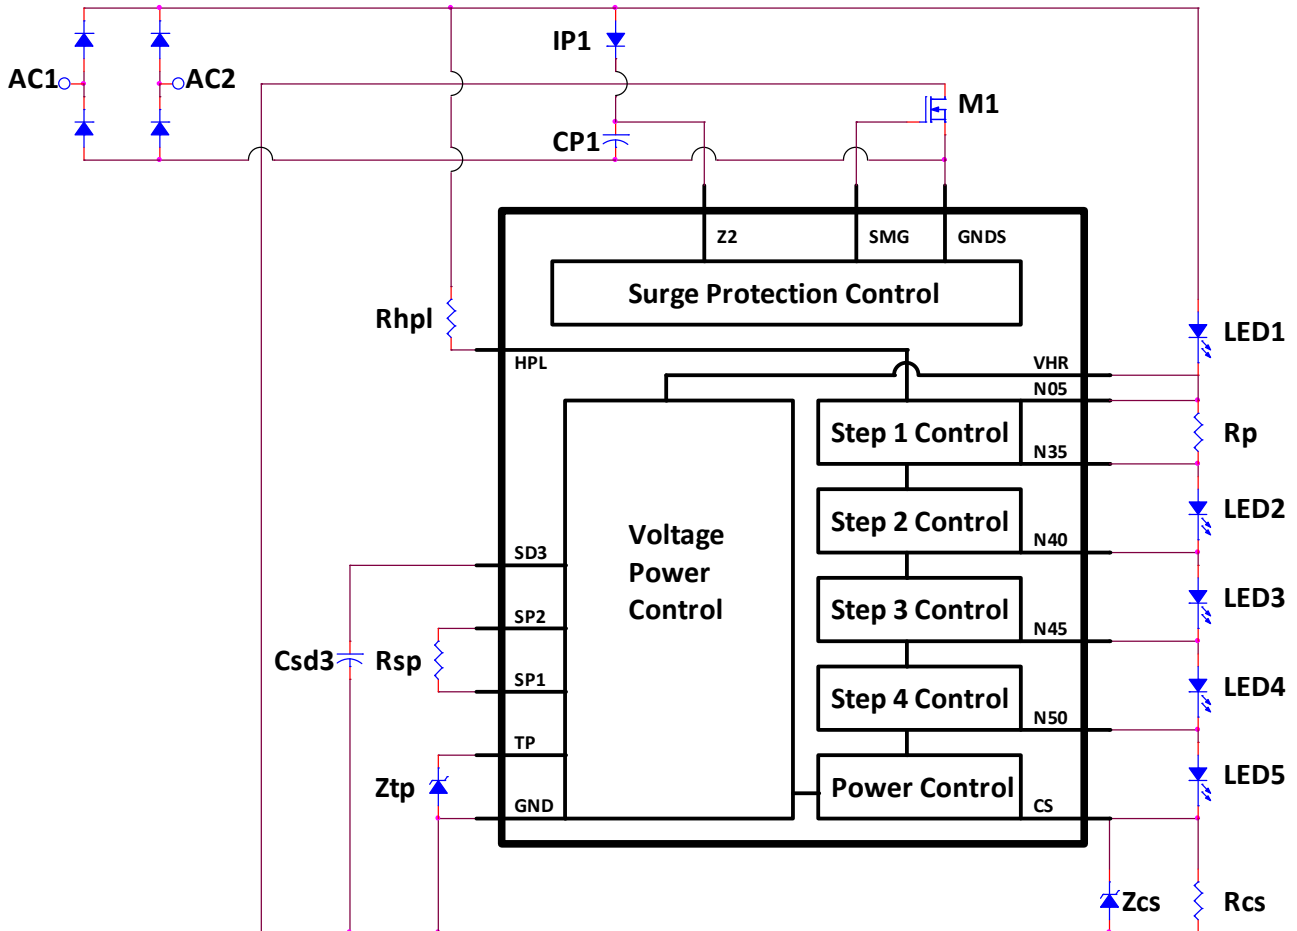 IP1
AC1
AC2
M1
CP1
Z2
SMG
GNDS
Surge Protection Control
Rhpl
LED1
HPL
VHR
N05
Step 1 Control
Rp
N35
LED2
Step 2 Control
Voltage
Power
Control
N40
SD3
LED3
Step 3 Control
SP2
N45
Csd3
Rsp
SP1
LED4
Step 4 Control
N50
TP
Ztp
LED5
Power Control
GND
CS
Zcs
Rcs